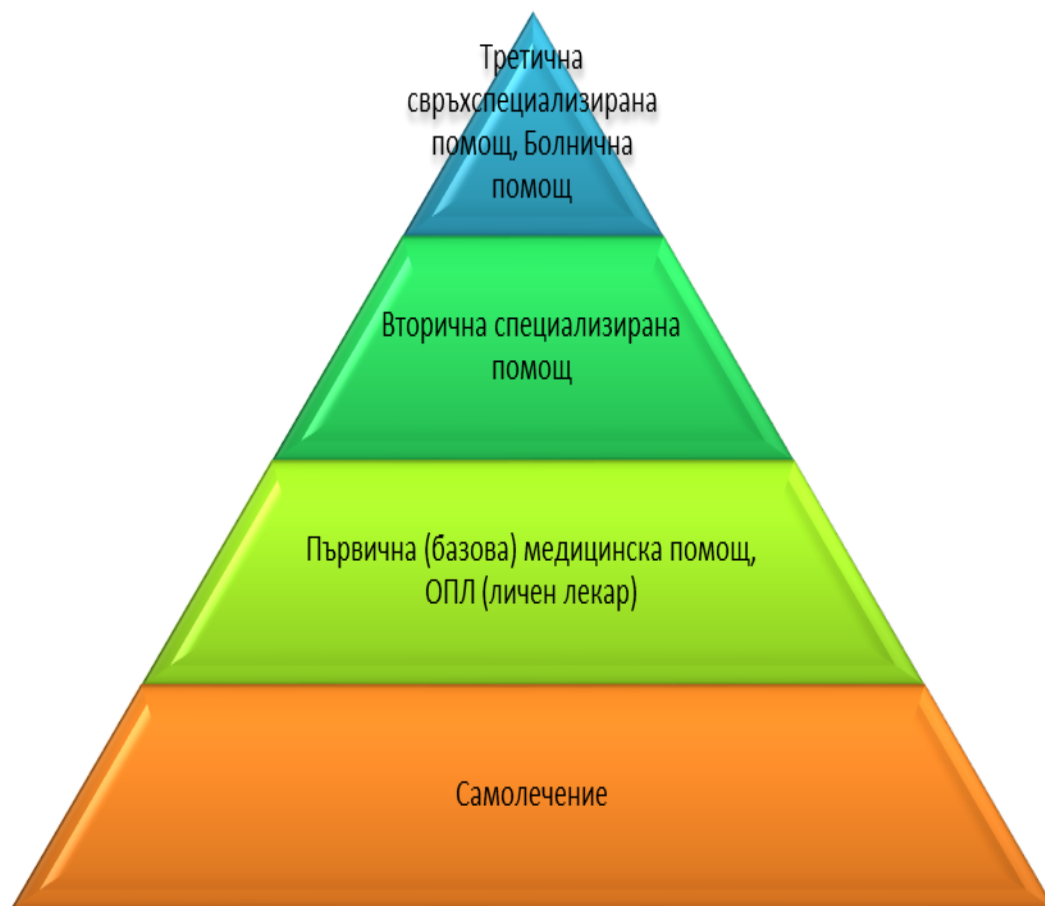 Третична
свръхспециализирана
помощ, Болнична
помощ
Вторична специализирана
помощ
Първична (базова) медицинска помощ,
ОПЛ (личен лекар)
Самолечение